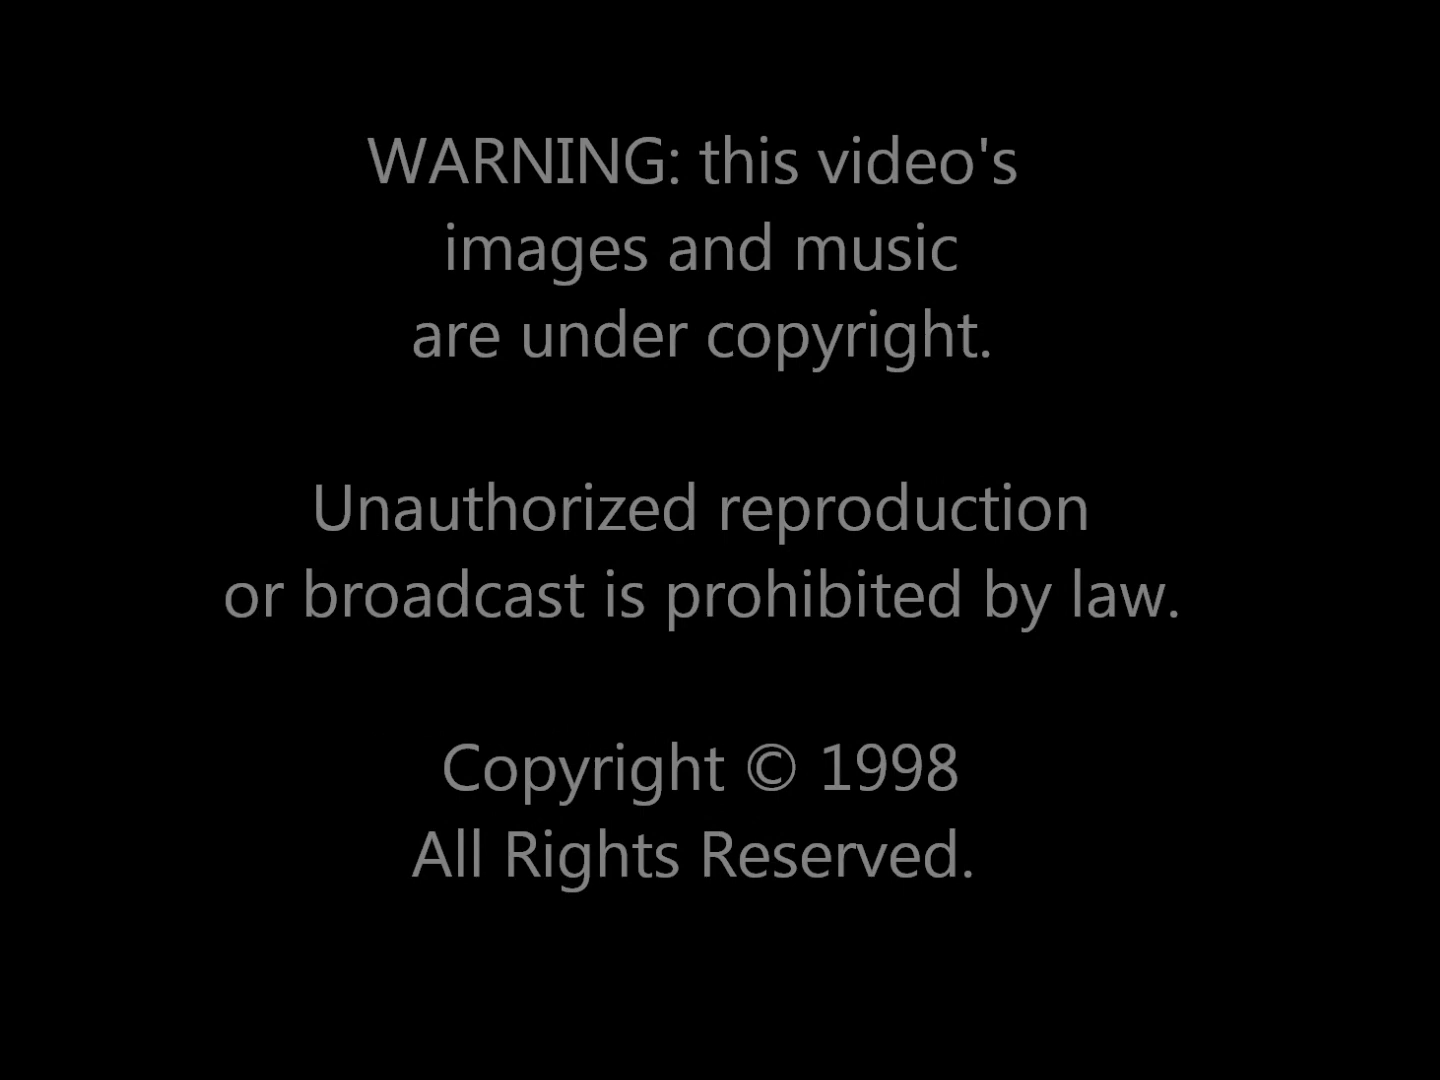 WARNING: this video's
images and music
are under copyright.
Unauthorized reproduction
or broadcast is prohibited by law.
Copyright © 1998
All Rights Reserved.